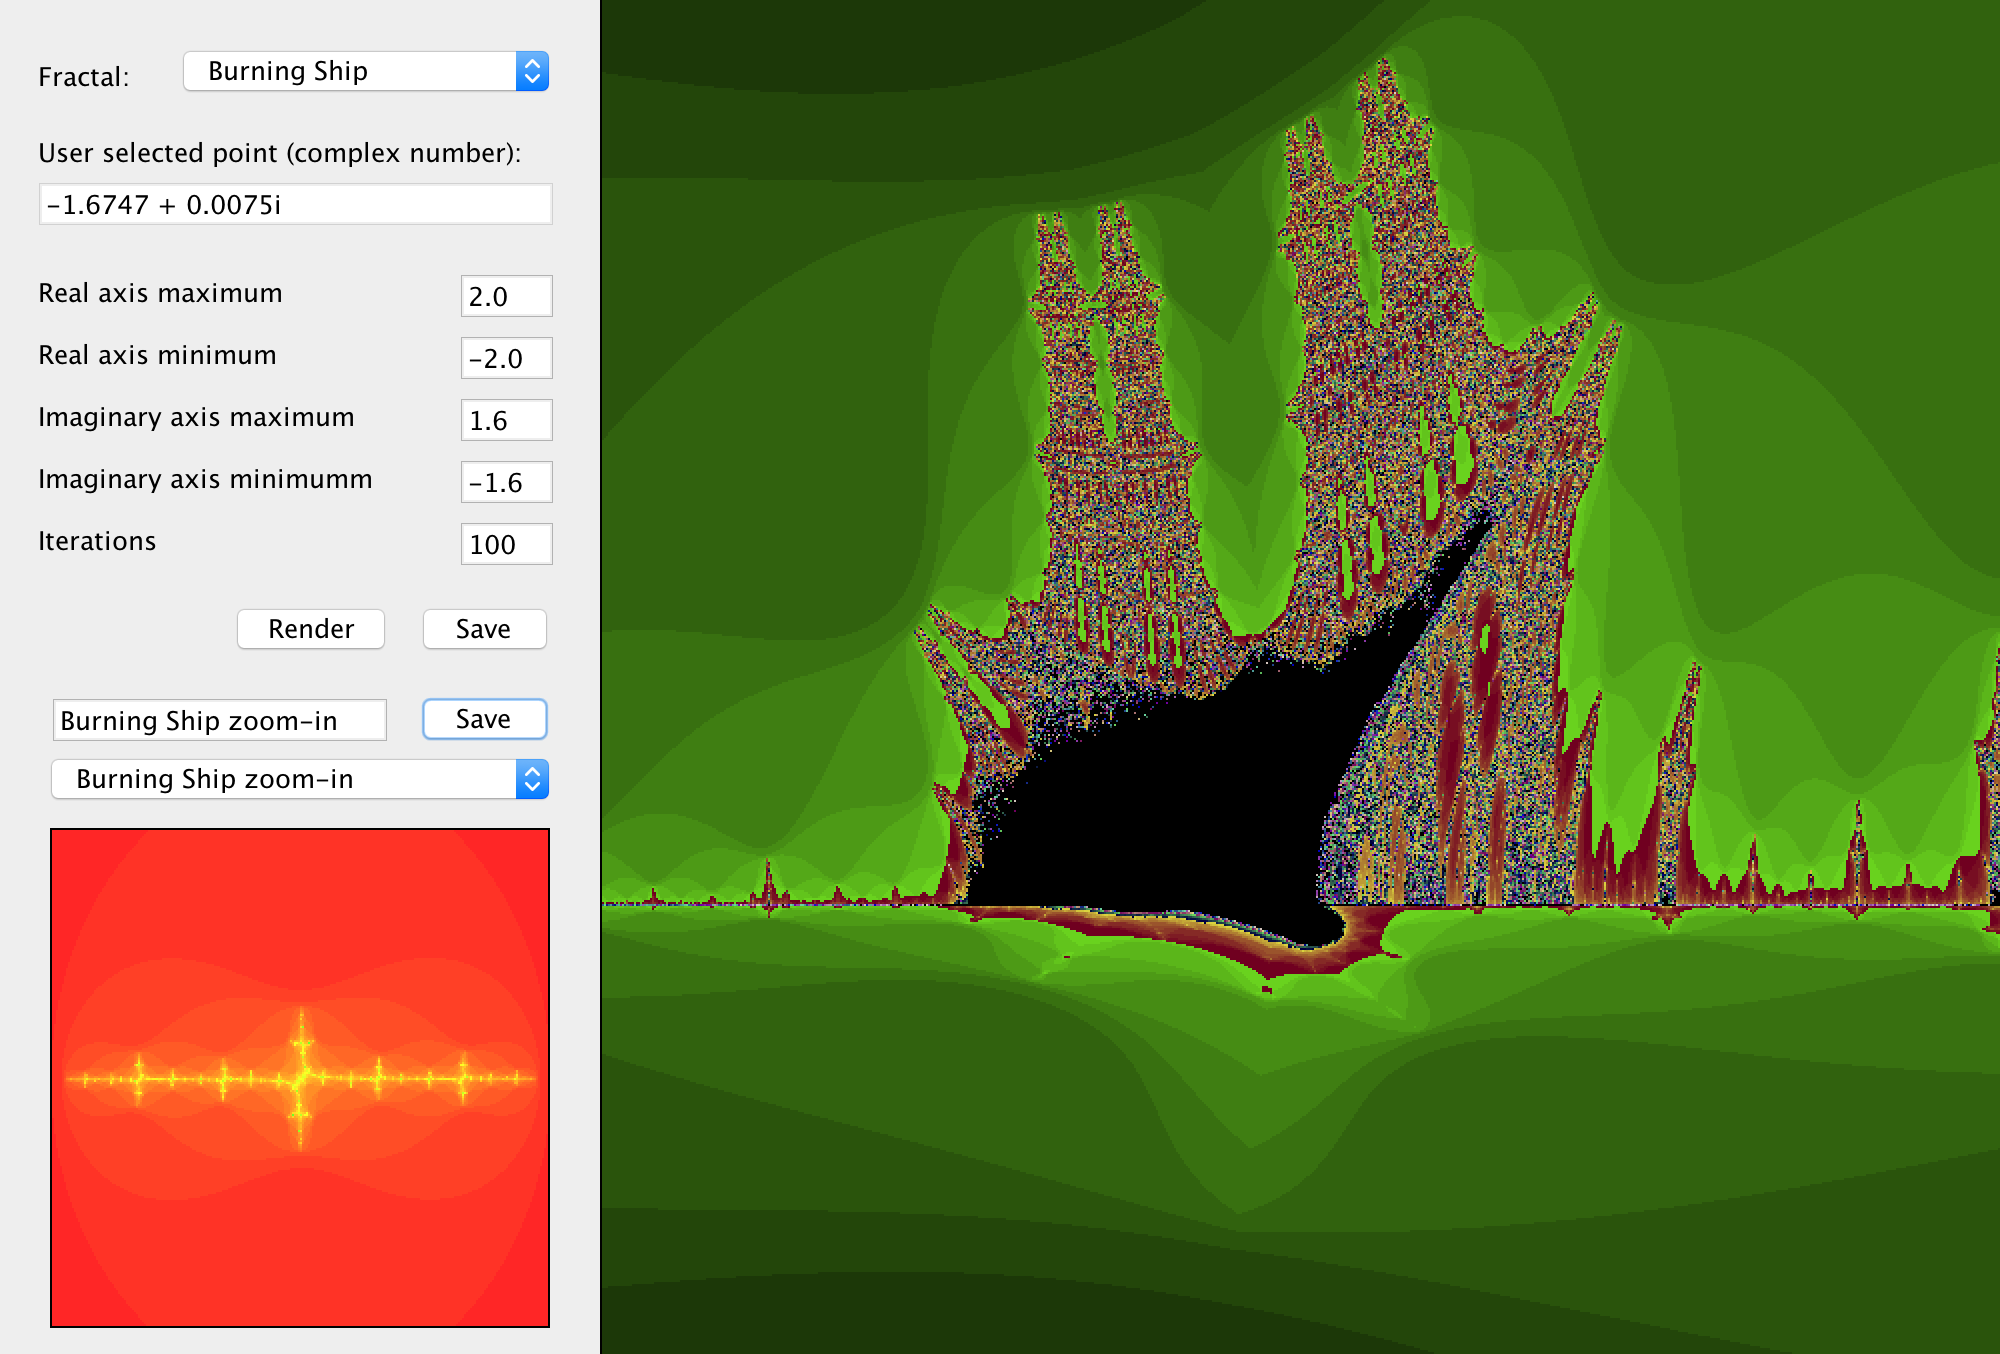 Fractal: Burning Ship
User selected point (complex number):
-1.6747 + 0.0075i
Real axis maximum 2.0
Real axis minimum -2.0
Imaginary axis maximum 1.6
Imaginary axis minimumm -1.6
Iterations 100
Render Save
Burning Ship zoom-in Save
Burning Ship zoom-in